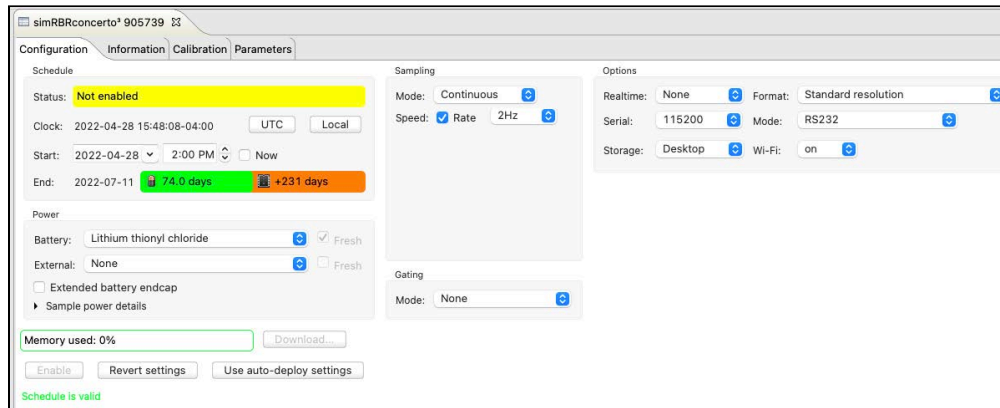 simRBRconcerto³ 905739
Configuration Information Calibration Parameters
Schedule
Status: Not enabled
Clock: 2022-04-28 15:48:08-04:00 UTC Local
Start: 2022-04-28 2:00 PM Now
End: 2022-07-11 74.0 days +231 days
Power
Battery: Lithium thionyl chloride Fresh
External: None Fresh
Extended battery endcap
Sample power details
Memory used: 0% Download...
Enable Revert settings Use auto-deploy settings
Schedule is valid
Sampling
Mode: Continuous
Speed: Rate 2Hz
Gating
Mode: None
Options
Realtime: None Format: Standard resolution
Serial: 115200 Mode: RS232
Storage: Desktop Wi-Fi: on